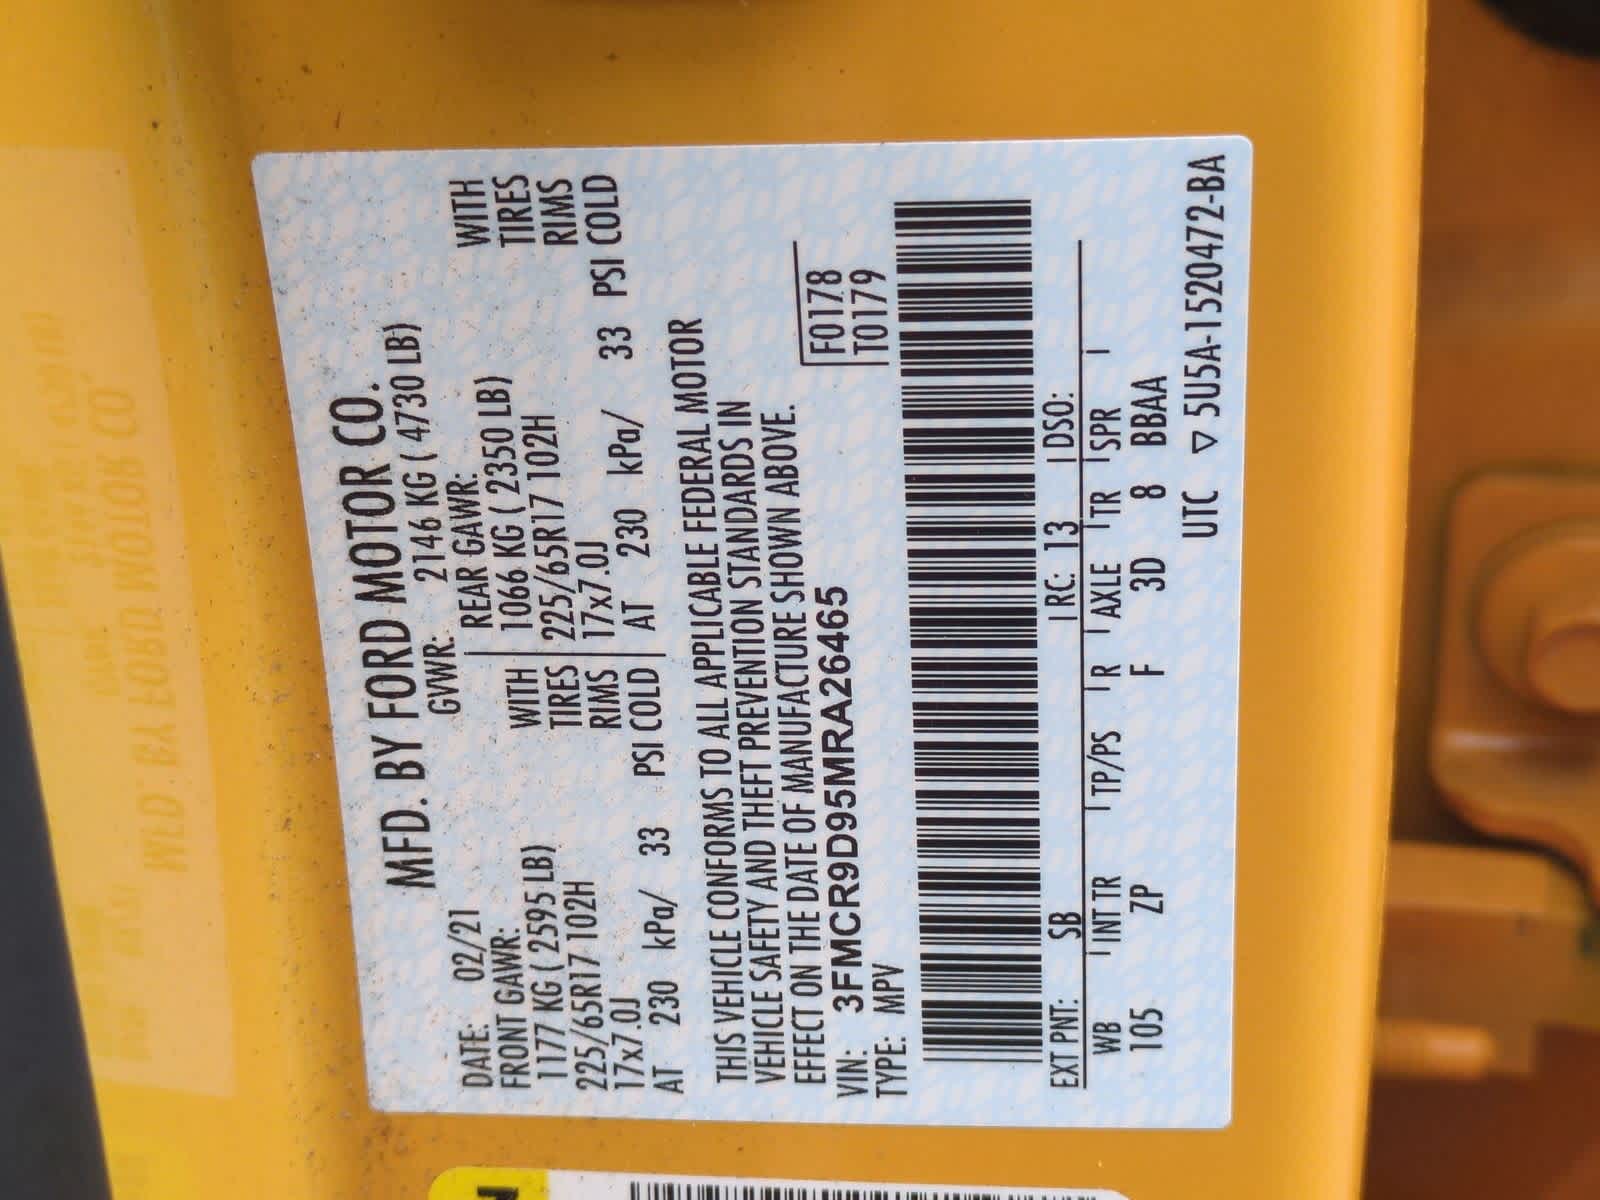 MFD. BY FORD MOTOR CO.
DATE: 02/21 GVWR: 2146 KG ( 4730 LB)
FRONT GAWR: REAR GAWR:
1177 KG ( 2595 LB) WITH 1066 KG ( 2350 LB) WITH
225/65R17 102H TIRES 225/65R17 102H TIRES
17x7.0J RIMS 17x7.0J RIMS
AT 230 kPa/ 33 PSI COLD AT 230 kPa/ 33 PSI COLD
THIS VEHICLE CONFORMS TO ALL APPLICABLE FEDERAL MOTOR
VEHICLE SAFETY AND THEFT PREVENTION STANDARDS IN
EFFECT ON THE DATE OF MANUFACTURE SHOWN ABOVE.
VIN: 3FMCR9D95MRA26465 F0178
TYPE: MPV T0179
EXT PNT: SB RC: 13 DSO:
WB INT TR TP/PS R AXLE TR SPR
105 ZP F 3D 8 BBAA
UTC ▽ 5U5A-1520472-BA